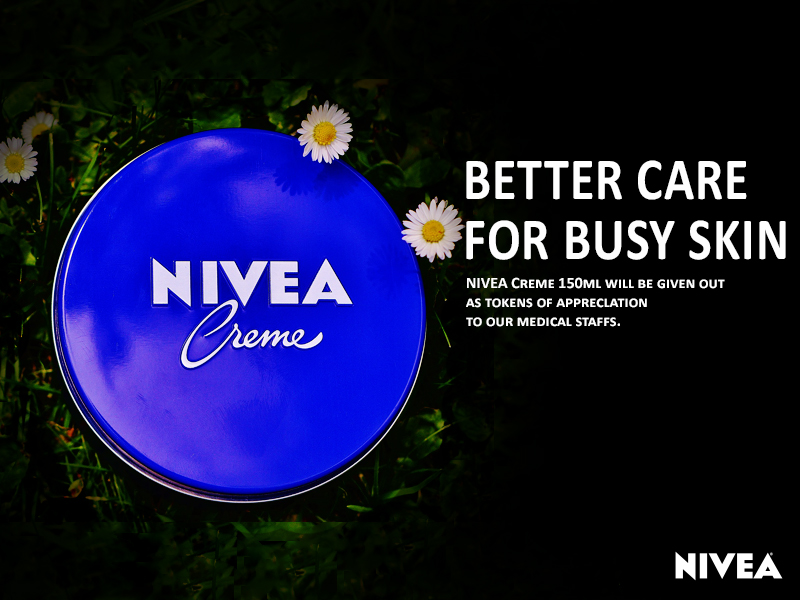 NIVEA
Creme
BETTER CARE
FOR BUSY SKIN
NIVEA CREME 150ML WILL BE GIVEN OUT
AS TOKENS OF APPRECLATION
TO OUR MEDICAL STAFFS.
NIVEA